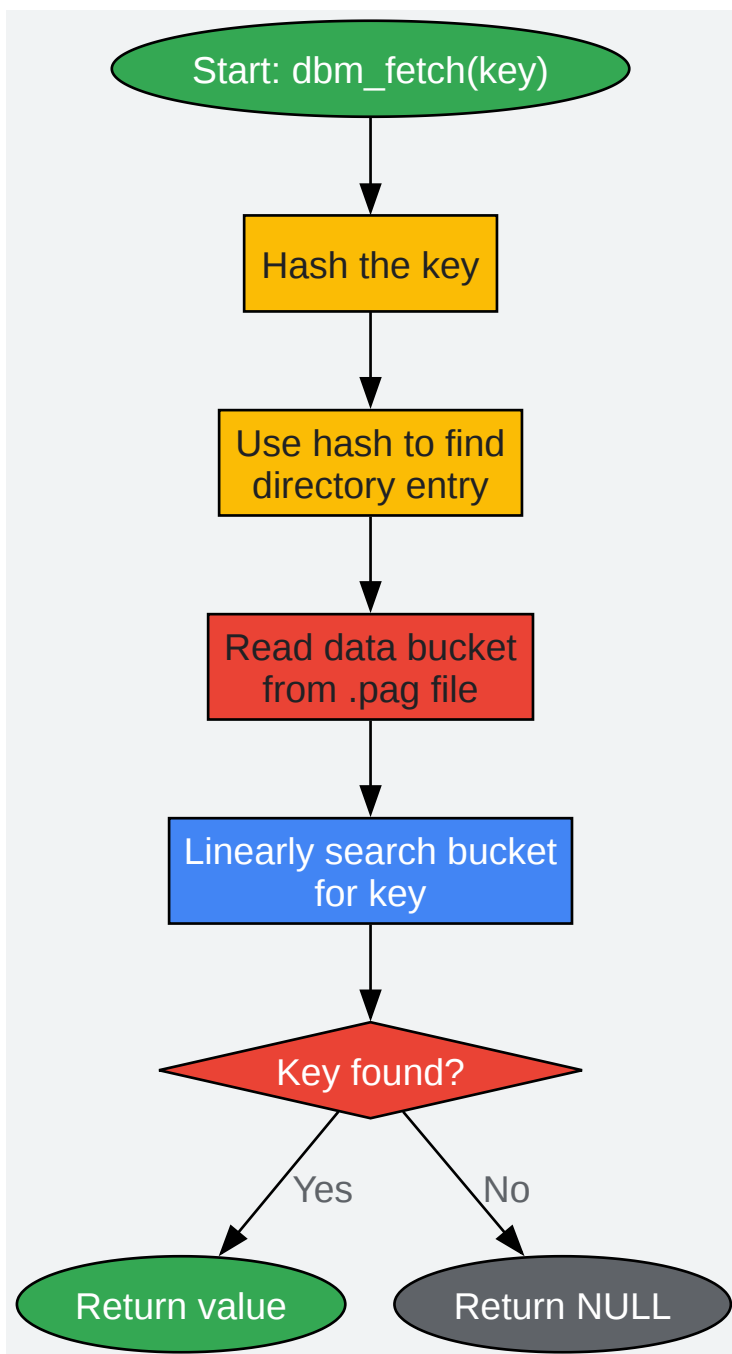 Start: dbm_fetch(key)
Hash the key
Use hash to find
directory entry
Read data bucket
from .pag file
Linearly search bucket
for key
Key found?
Yes
No
Return value
Return NULL